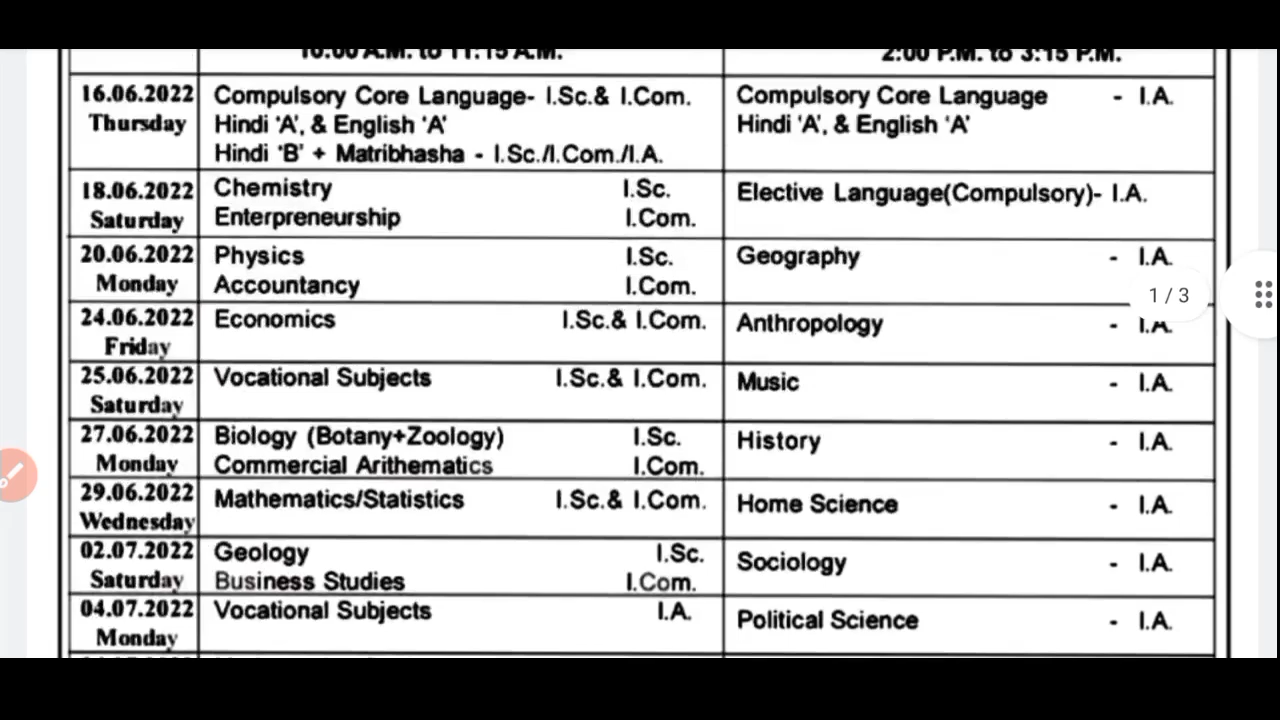 10:00 A.M. to 11:15 A.M. 2:00 P.M. to 3:15 P.M.
16.06.2022 Compulsory Core Language- I.Sc.& I.Com. Compulsory Core Language - I.A.
Thursday Hindi 'A', & English 'A' Hindi 'A', & English 'A'
Hindi 'B' + Matribhasha - I.Sc./I.Com./I.A.
18.06.2022 Chemistry I.Sc. Elective Language(Compulsory)- I.A.
Saturday Enterpreneurship I.Com.
20.06.2022 Physics I.Sc. Geography - I.A.
Monday Accountancy I.Com.
1 / 3
24.06.2022 Economics I.Sc.& I.Com. Anthropology - I.A.
Friday
25.06.2022 Vocational Subjects I.Sc.& I.Com. Music - I.A.
Saturday
27.06.2022 Biology (Botany+Zoology) I.Sc. History - I.A.
Monday Commercial Arithematics I.Com.
29.06.2022 Mathematics/Statistics I.Sc.& I.Com. Home Science - I.A.
Wednesday
02.07.2022 Geology I.Sc. Sociology - I.A.
Saturday Business Studies I.Com.
04.07.2022 Vocational Subjects I.A. Political Science - I.A.
Monday